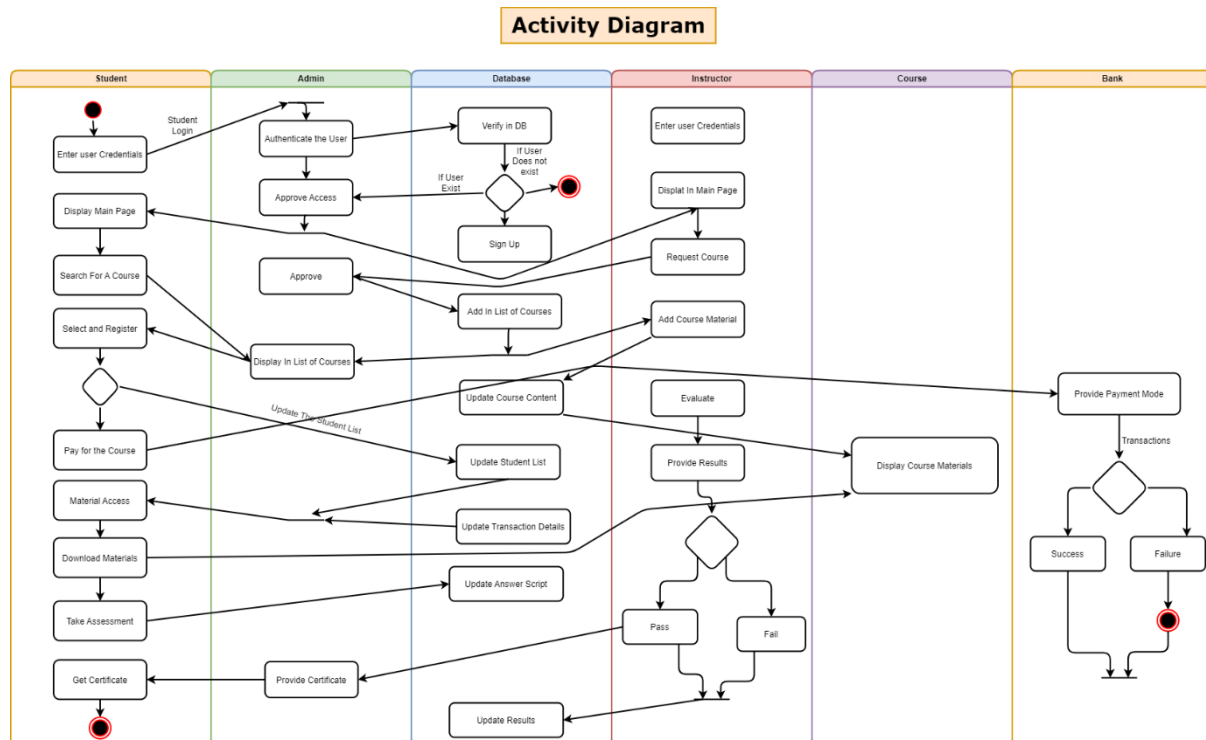 Activity Diagram
Student
Admin
Database
Instructor
Course
Bank
Student
Login
Enter user Credentials
Authenticate the User
Verify in DB
Enter user Credentials
If User
Does not
exist
If User
Exist
Approve Access
Displat In Main Page
Display Main Page
Sign Up
Request Course
Search For A Course
Approve
Add In List of Courses
Add Course Material
Select and Register
Display In List of Courses
Update Course Content
Evaluate
Provide Payment Mode
Update The Student List
Pay for the Course
Update Student List
Provide Results
Display Course Materials
Transactions
Material Access
Update Transaction Details
Download Materials
Success
Failure
Update Answer Script
Take Assessment
Pass
Fail
Get Certificate
Provide Certificate
Update Results